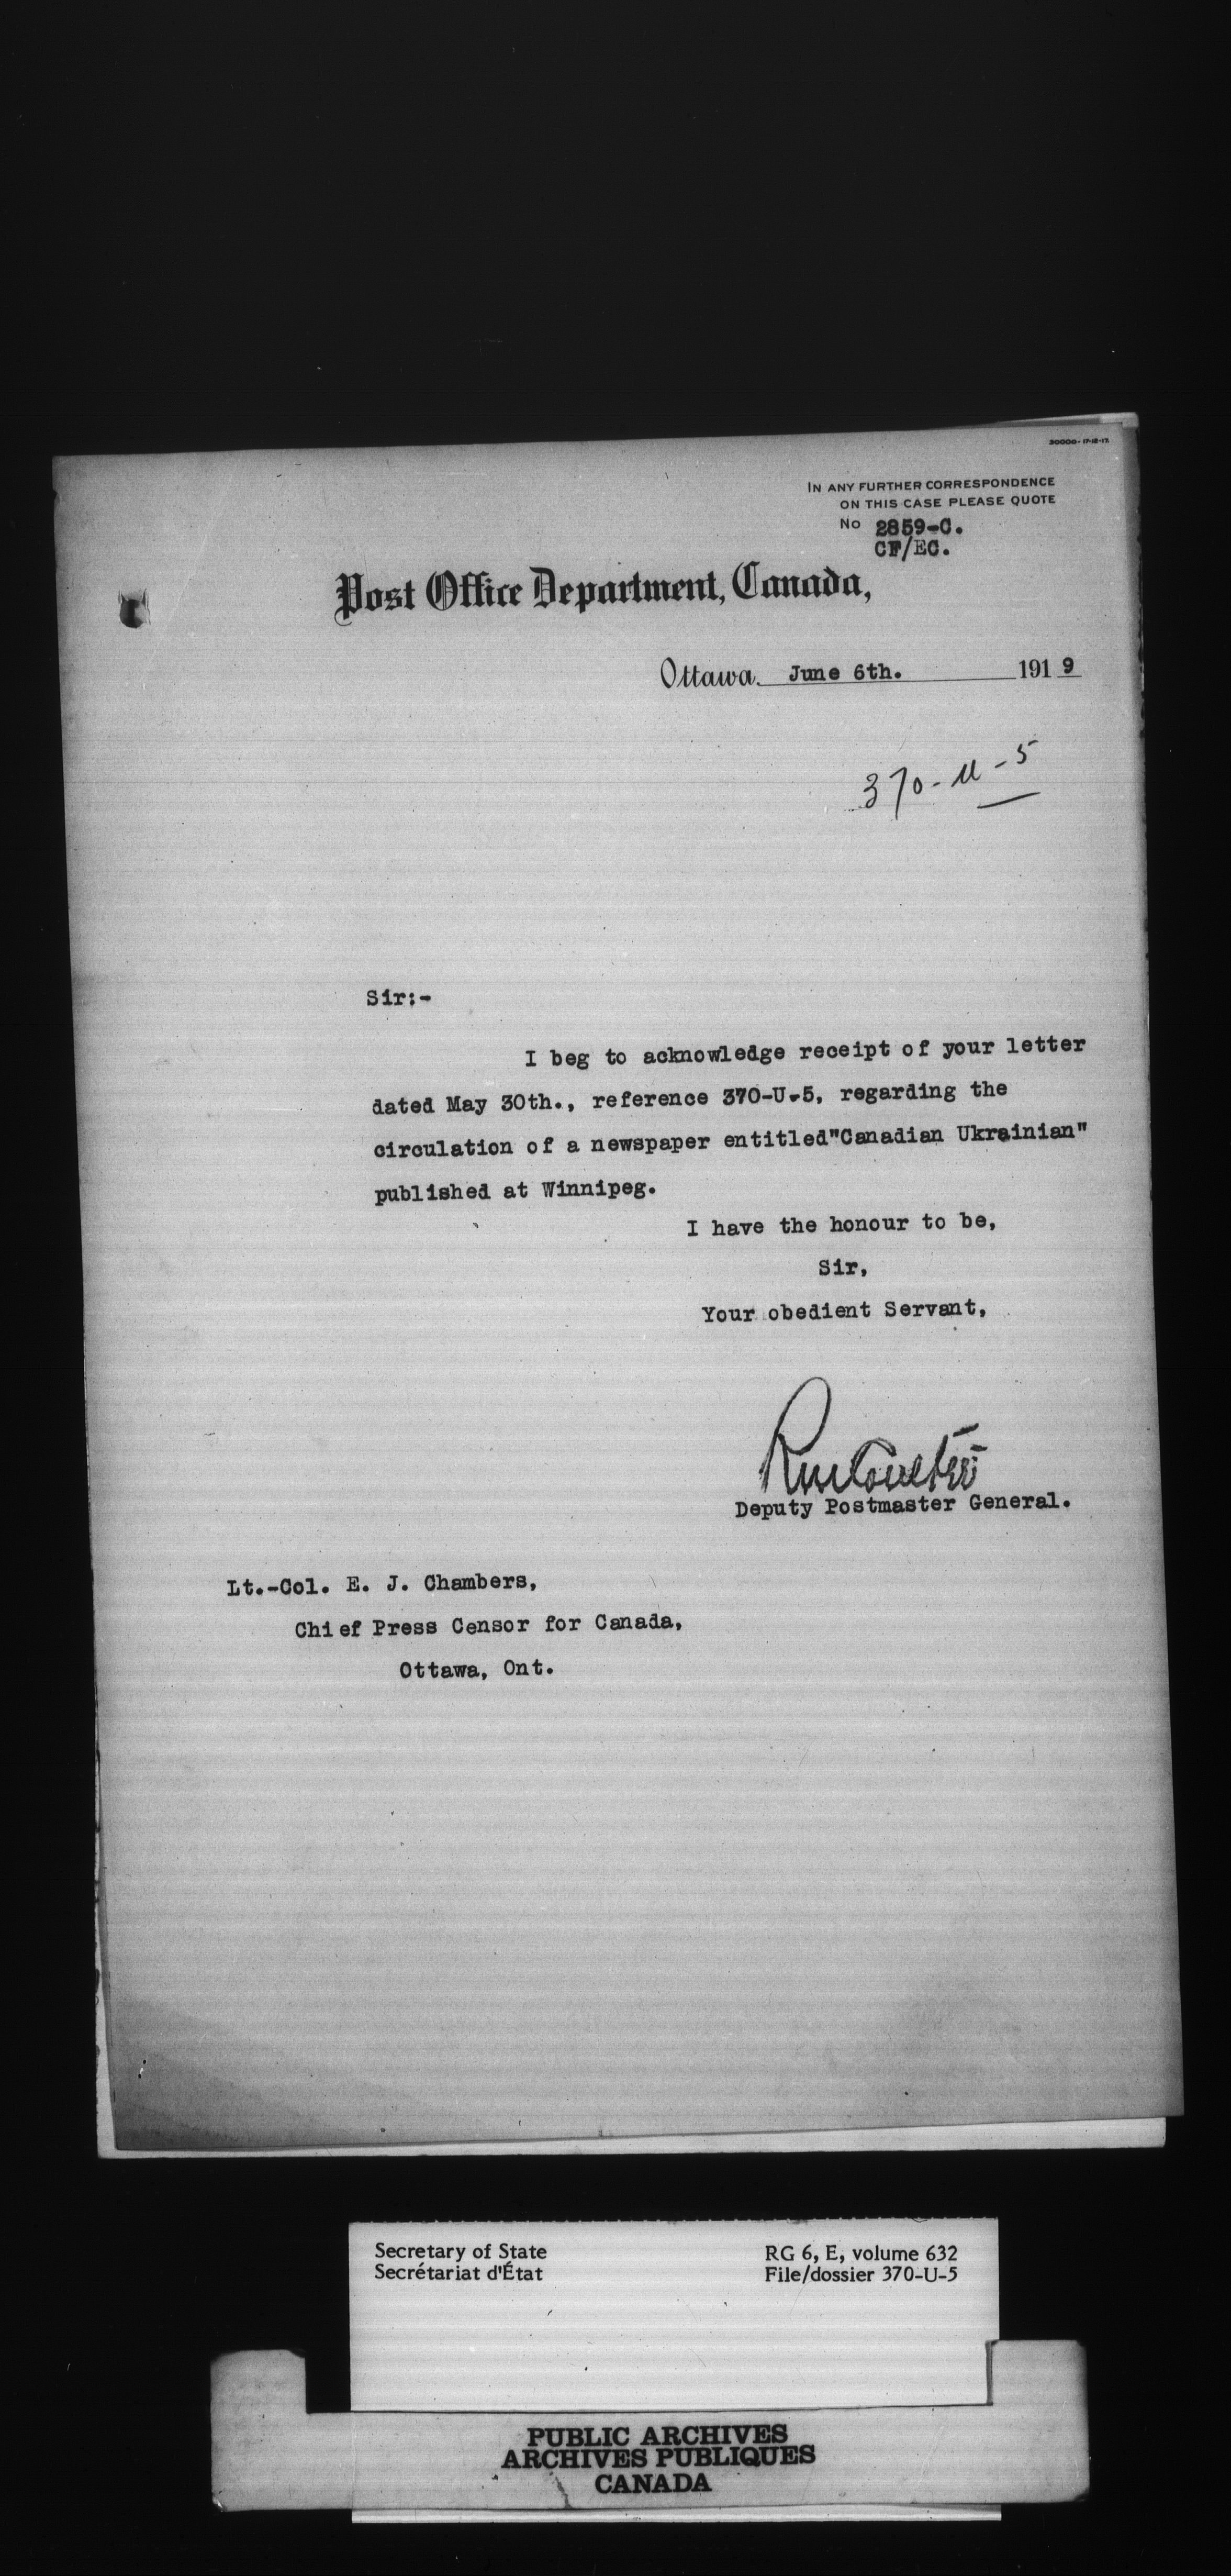 30000-17-12-17.
IN ANY FURTHER CORRESPONDENCE
ON THIS CASE PLEASE QUOTE
No 2859-C.
CF/EC.
Post Office Department, Canada,
Ottawa. June 6th. 1919
370-U-5
Sir:-
I beg to acknowledge receipt of your letter
dated May 30th., reference 370-U-5, regarding the
circulation of a newspaper entitled"Canadian Ukrainian"
published at Winnipeg.
I have the honour to be,
Sir,
Your obedient Servant,
RmCoulter
Deputy Postmaster General.
Lt.-Col. E. J. Chambers,
Chief Press Censor for Canada,
Ottawa, Ont.
Secretary of State RG 6, E, volume 632
Secrétariat d'État File/dossier 370-U-5
PUBLIC ARCHIVES
ARCHIVES PUBLIQUES
CANADA